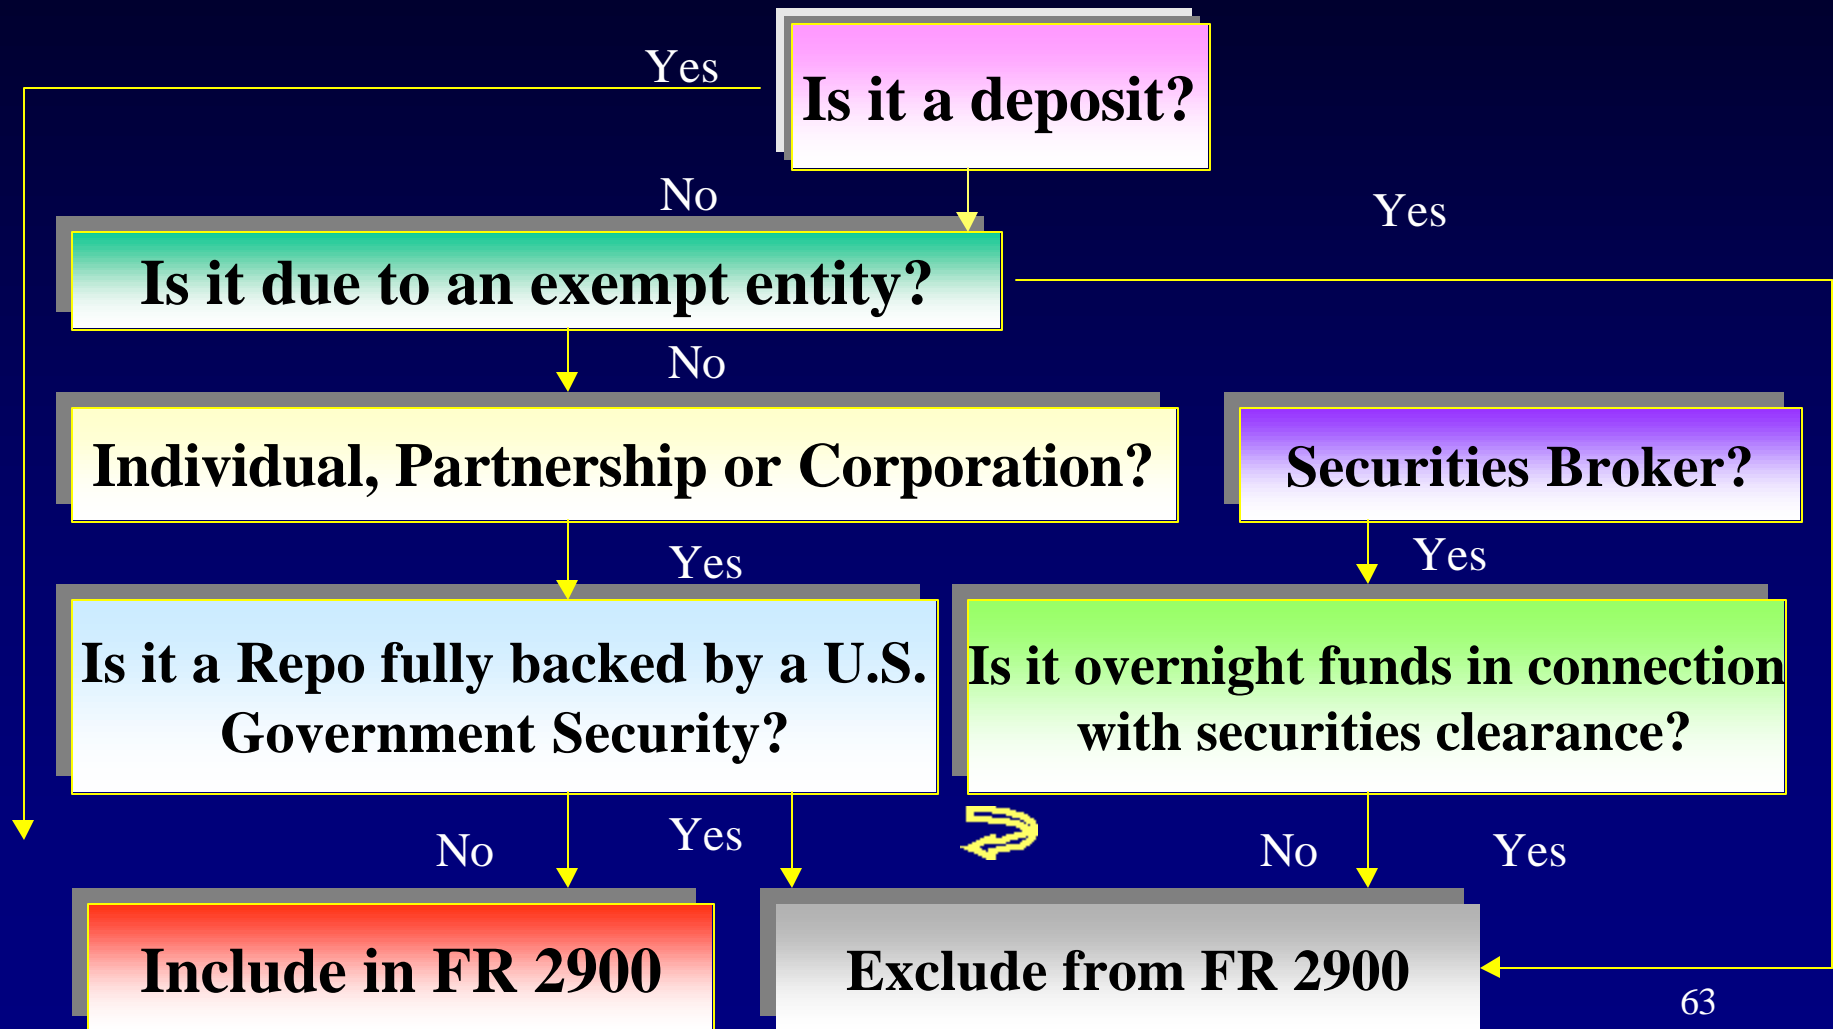 Yes
Is it a deposit?
No
Yes
Is it due to an exempt entity?
No
Individual, Partnership or Corporation?
Securities Broker?
Yes
Yes
Is it a Repo fully backed by a U.S.
Government Security?
Is it overnight funds in connection
with securities clearance?
No
Yes
No
Yes
Include in FR 2900
Exclude from FR 2900
63